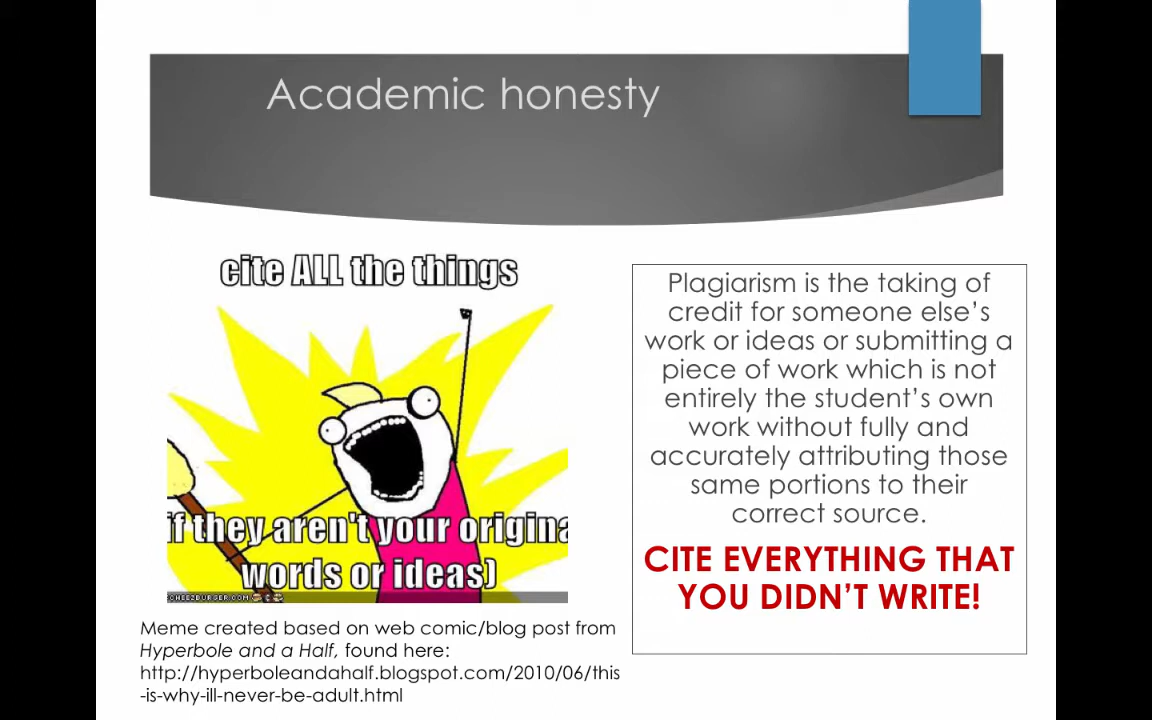 Academic honesty
cite ALL the things
if they aren't your origina
words or ideas)
CHEEZBURGER.COM
Meme created based on web comic/blog post from
Hyperbole and a Half, found here:
http://hyperboleandahalf.blogspot.com/2010/06/this
-is-why-ill-never-be-adult.html
Plagiarism is the taking of
credit for someone else’s
work or ideas or submitting a
piece of work which is not
entirely the student’s own
work without fully and
accurately attributing those
same portions to their
correct source.
CITE EVERYTHING THAT
YOU DIDN’T WRITE!